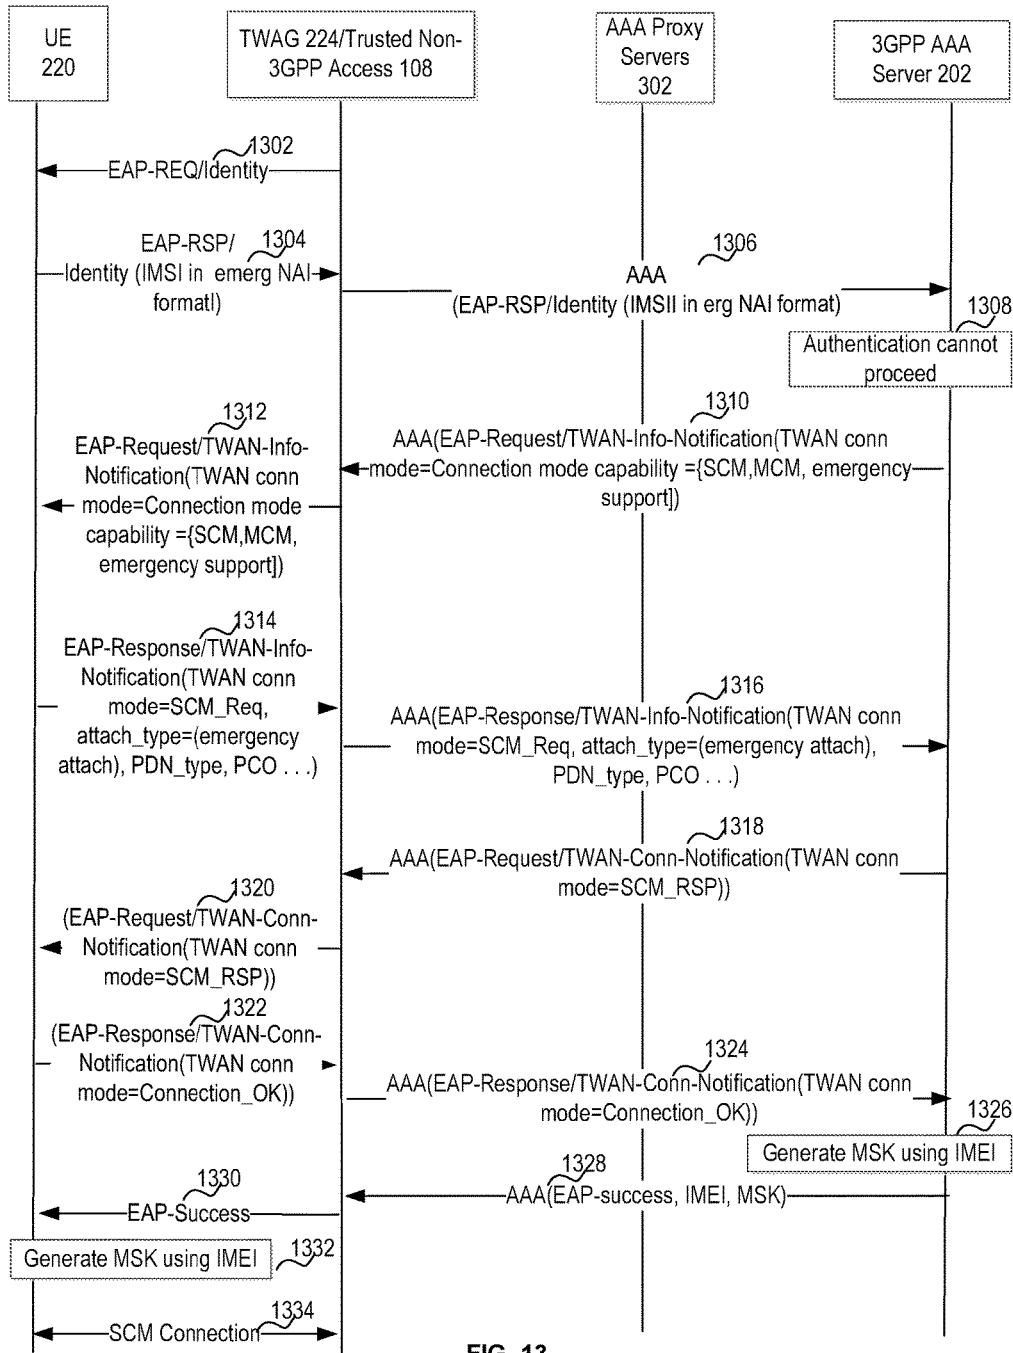 UE
220
TWAG 224/Trusted Non-
3GPP Access 108
AAA Proxy
Servers
302
3GPP AAA
Server 202
1302
EAP-REQ/Identity
EAP-RSP/
1304
Identity (IMSI in emerg NAI
formatI)
1306
AAA
(EAP-RSP/Identity (IMSII in erg NAI format)
1308
Authentication cannot
proceed
1310
AAA(EAP-Request/TWAN-Info-Notification(TWAN conn
mode=Connection mode capability ={SCM,MCM, emergency
support])
1312
EAP-Request/TWAN-Info-
Notification(TWAN conn
mode=Connection mode
capability ={SCM,MCM,
emergency support])
1314
EAP-Response/TWAN-Info-
Notification(TWAN conn
mode=SCM_Req,
attach_type=(emergency
attach), PDN_type, PCO . . .)
1316
AAA(EAP-Response/TWAN-Info-Notification(TWAN conn
mode=SCM_Req, attach_type=(emergency attach),
PDN_type, PCO . . .)
1318
AAA(EAP-Request/TWAN-Conn-Notification(TWAN conn
mode=SCM_RSP))
1320
(EAP-Request/TWAN-Conn-
Notification(TWAN conn
mode=SCM_RSP))
1322
(EAP-Response/TWAN-Conn-
Notification(TWAN conn
mode=Connection_OK))
1324
AAA(EAP-Response/TWAN-Conn-Notification(TWAN conn
mode=Connection_OK))
1326
Generate MSK using IMEI
1328
AAA(EAP-success, IMEI, MSK)
1330
EAP-Success
Generate MSK using IMEI
1332
1334
SCM Connection